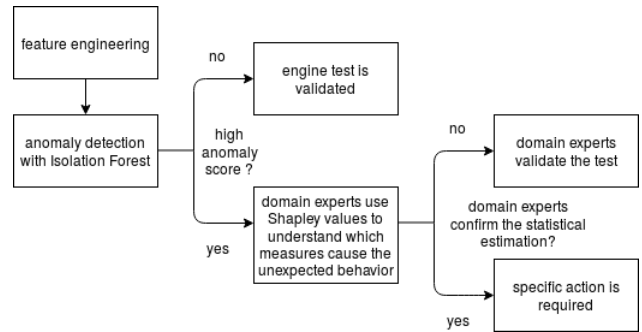 feature engineering
anomaly detection
with Isolation Forest
no
engine test is
validated
high
anomaly
score ?
yes
domain experts use
Shapley values to
understand which
measures cause the
unexpected behavior
no
domain experts
validate the test
domain experts
confirm the statistical
estimation?
yes
specific action is
required